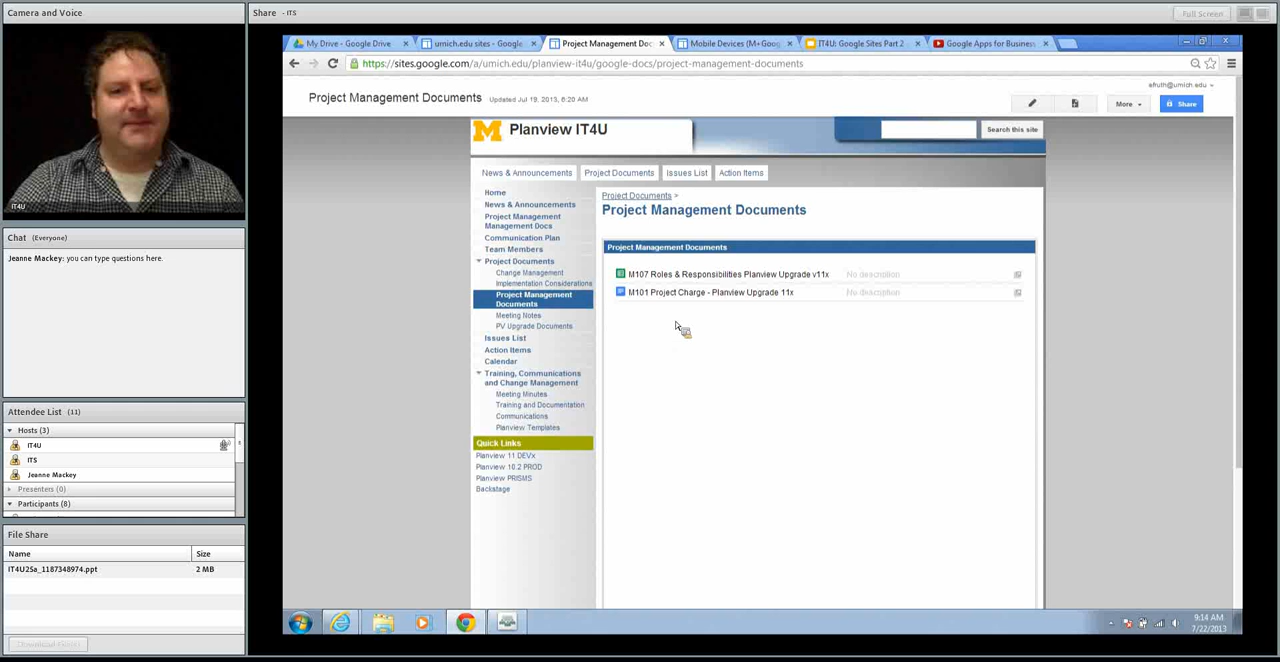 Camera and Voice
IT4U
Chat (Everyone)
Jeanne Mackey: you can type questions here.
Attendee List (11)
Hosts (3)
IT4U
ITS
Jeanne Mackey
Presenters (0)
Participants (8)
File Share
Name Size
IT4U25a_1187348974.ppt 2 MB
Share - ITS
Full Screen
My Drive - Google Drive
umich.edu sites - Google
Project Management Doc
Mobile Devices (M+Goog
IT4U: Google Sites Part 2
Google Apps for Business
https://sites.google.com/a/umich.edu/planview-it4u/google-docs/project-management-documents
afruth@umich.edu
Project Management Documents Updated Jul 19, 2013, 6:20 AM
More
Share
M Planview IT4U
Search this site
News & Announcements
Project Documents
Issues List
Action Items
Home
News & Announcements
Project Management
Docs
Communication Plan
Team Members
Project Documents
Change Management
Implementation Considerations
Project Management
Documents
Meeting Notes
PV Upgrade Documents
Issues List
Action Items
Calendar
Training, Communications
and Change Management
Meeting Minutes
Training and Documentation
Communications
Planview Templates
Quick Links
Planview 11 DEVx
Planview 10.2 PROD
Planview PRISMS
Backstage
Project Documents >
Project Management Documents
Project Management Documents
M107 Roles & Responsibilities Planview Upgrade v11x No description
M101 Project Charge - Planview Upgrade 11x No description
9:14 AM
7/22/2013